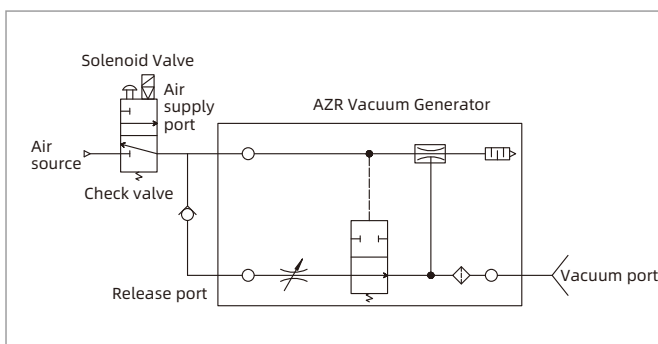 Solenoid Valve
Air
supply
port
AZR Vacuum Generator
Air
source
Check valve
Release port
Vacuum port